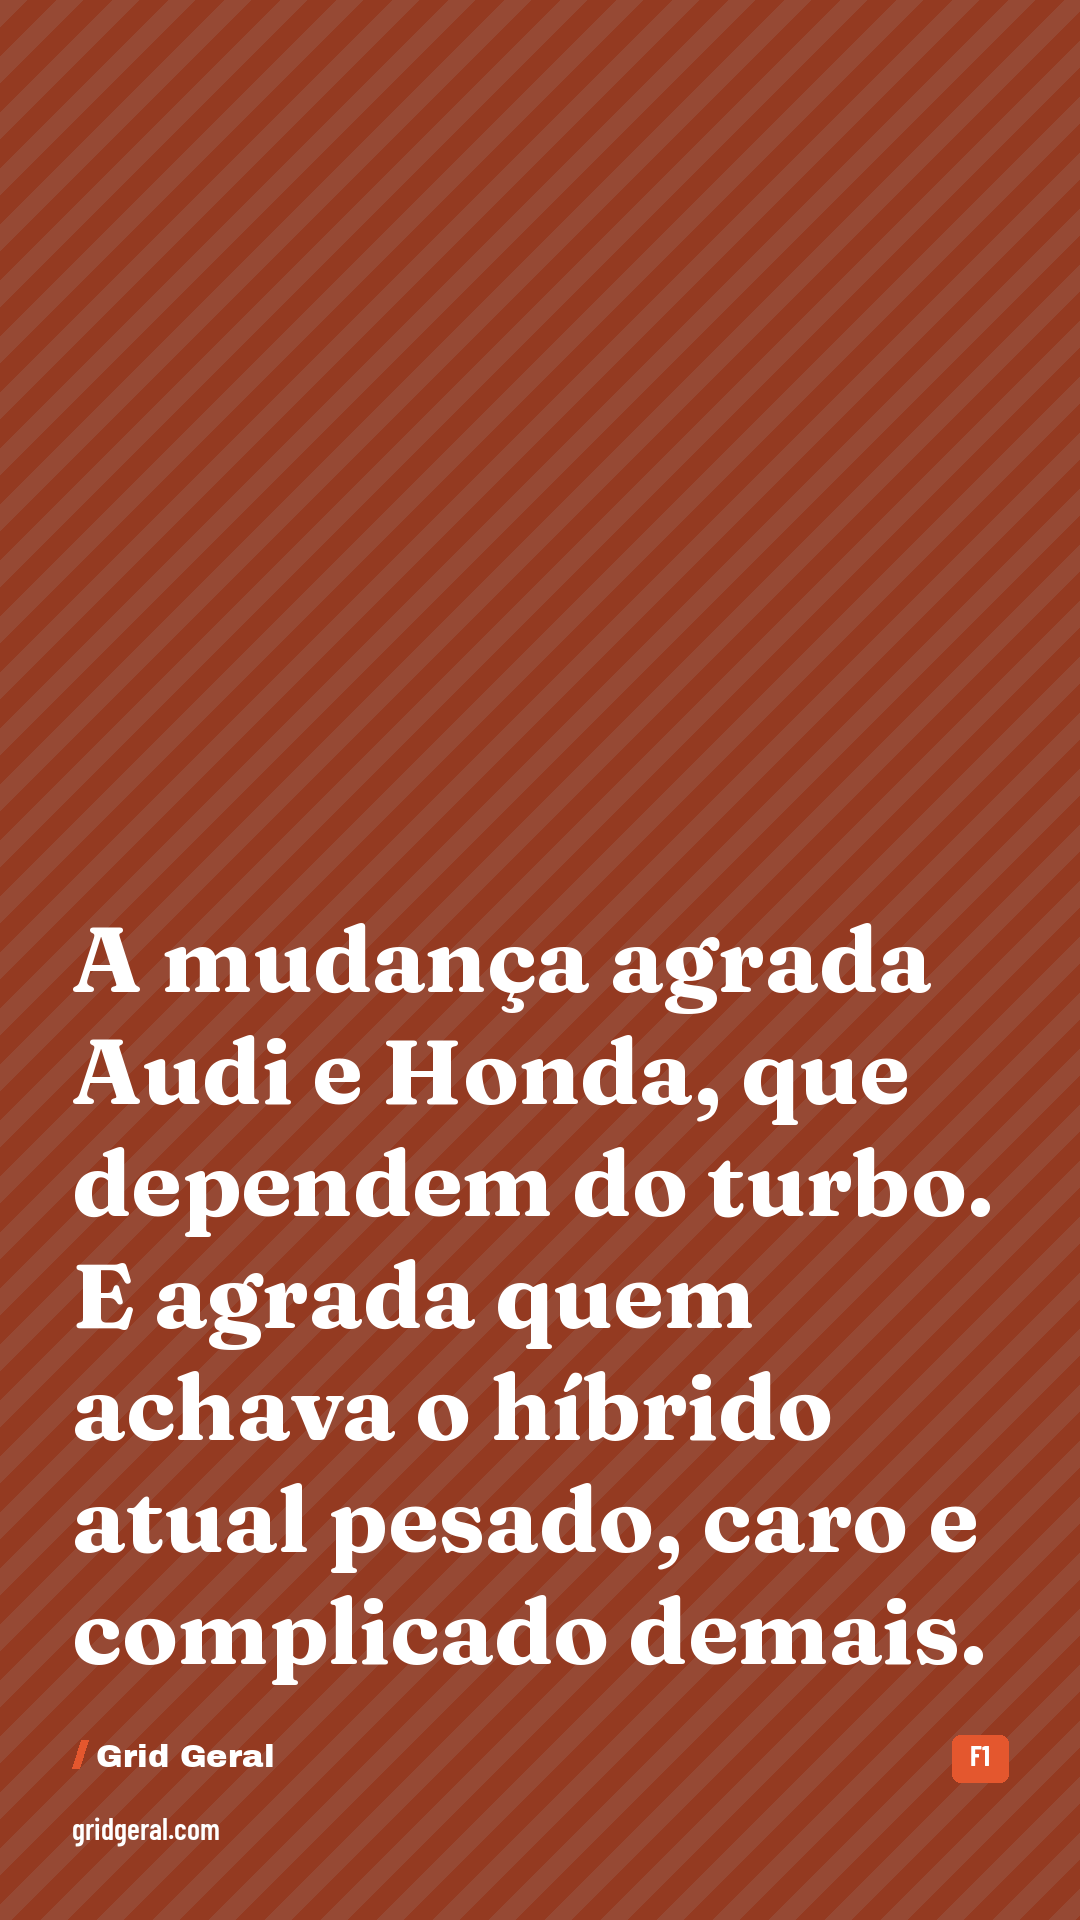 A mudança agrada
Audi e Honda, que
dependem do turbo.
E agrada quem
achava o híbrido
atual pesado, caro e
complicado demais.
/ Grid Geral
F1
gridgeral.com